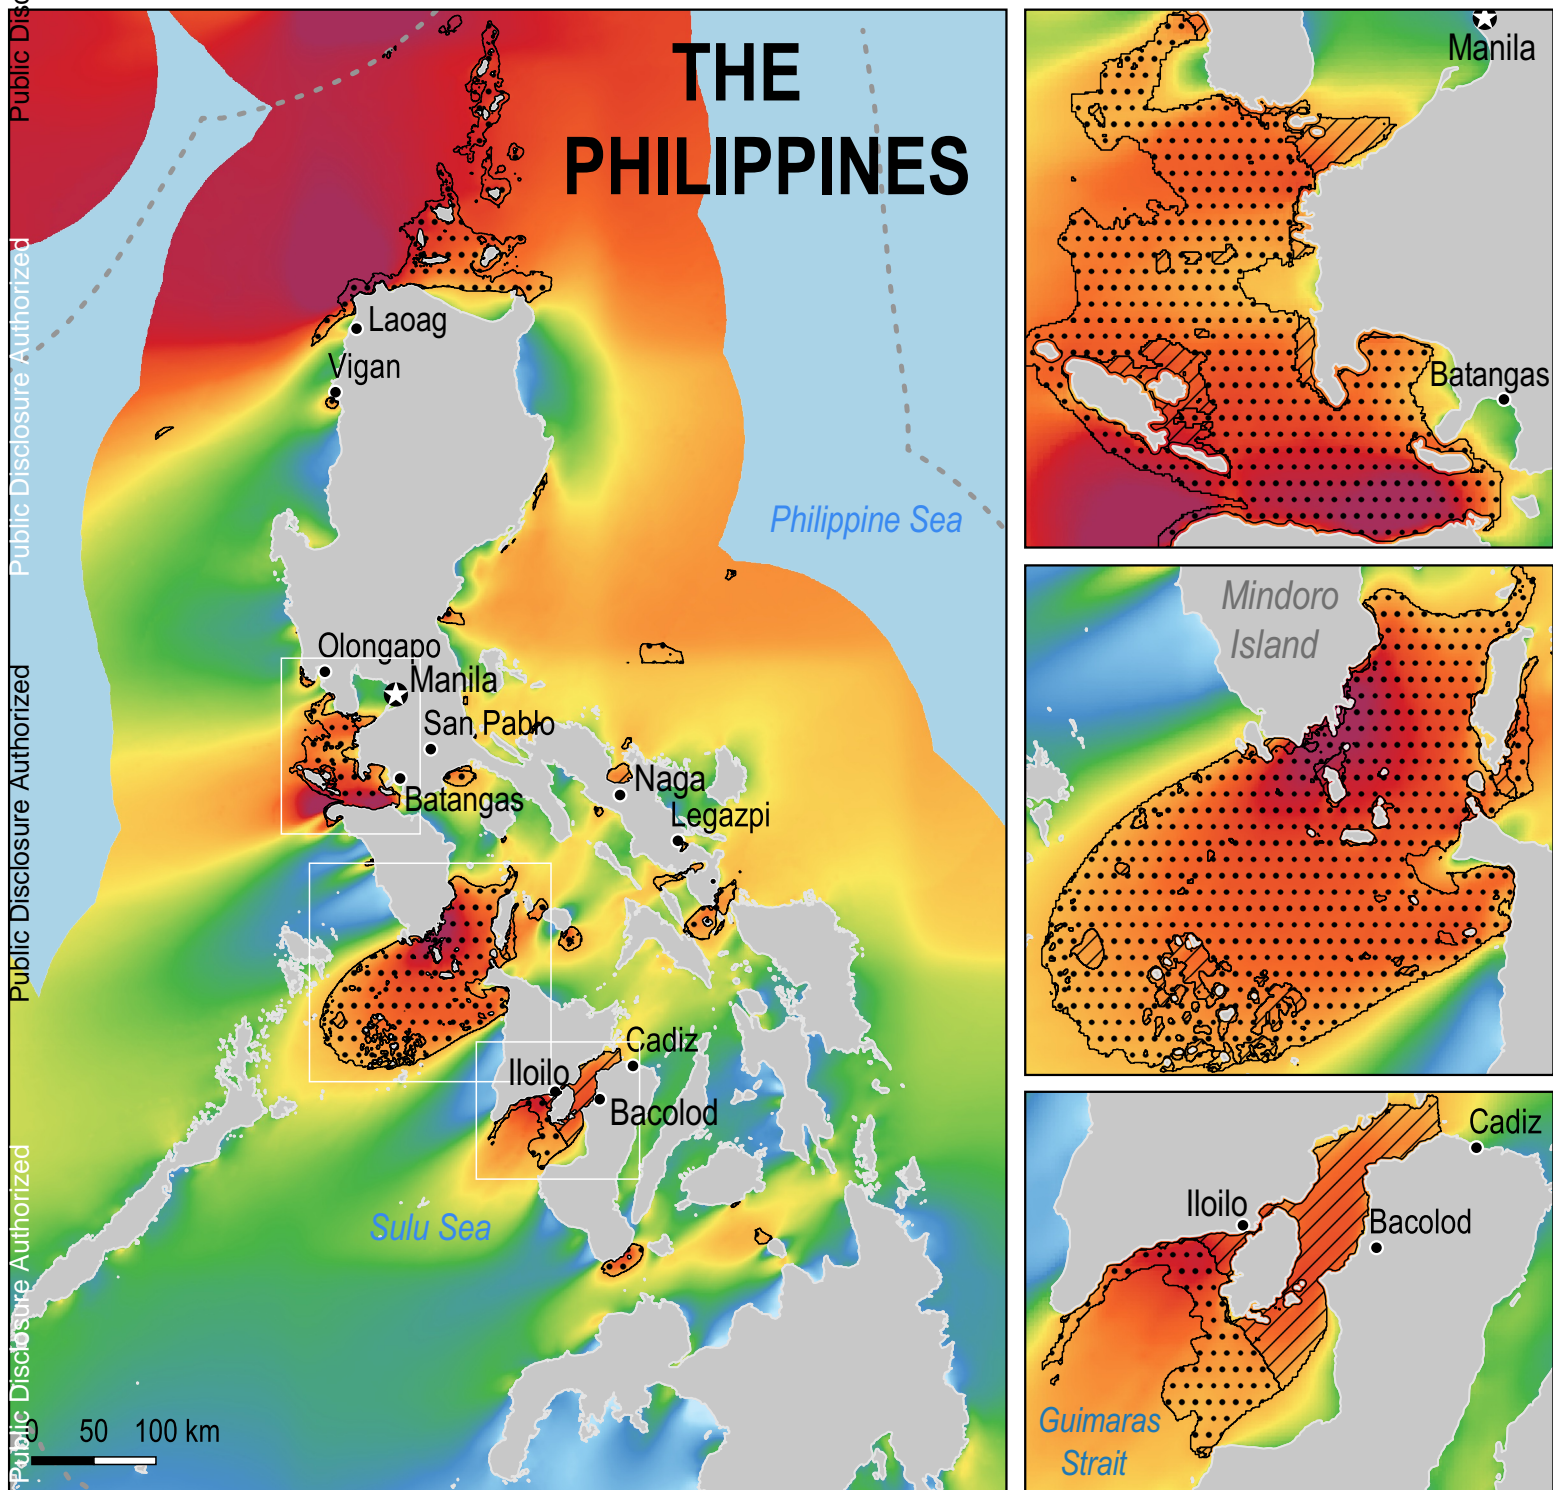 Public Disc
Public Disclosure Authorized
Public Disclosure Authorized
Public Disclosure Authorized
THE
PHILIPPINES
Laoag
Vigan
Philippine Sea
Olongapo
Manila
San Pablo
Batangas
Naga
Legazpi
Cadiz
Iloilo
Bacolod
Sulu Sea
0 50 100 km
Manila
Batangas
Mindoro
Island
Cadiz
Iloilo
Bacolod
Guimaras
Strait